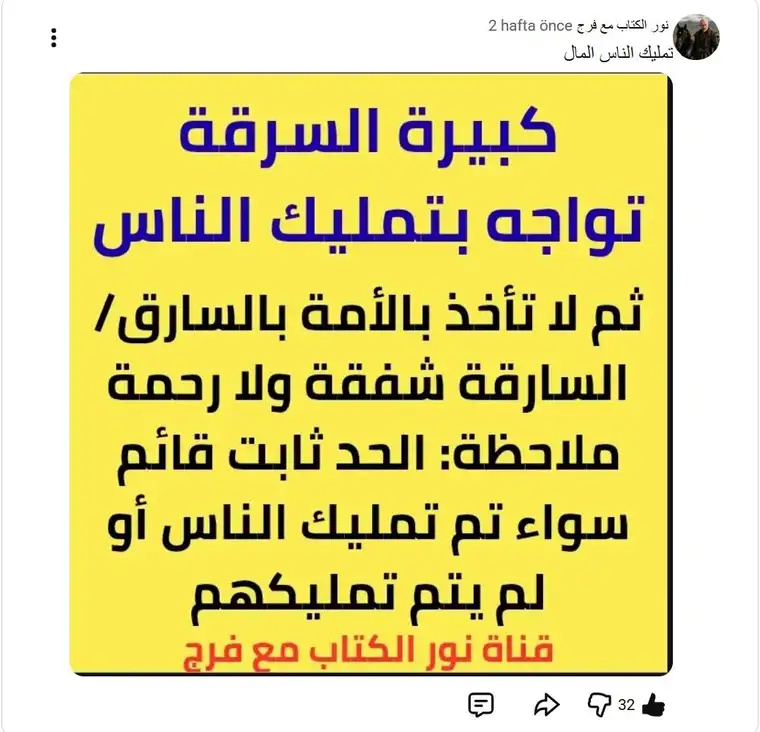 نور الكتاب مع فرج 2 hafta önce
تمليك الناس المال
كبيرة السرقة
تواجه بتمليك الناس
ثم لا تأخذ بالأمة بالسارق/
السارقة شفقة ولا رحمة
ملاحظة: الحد ثابت قائم
سواء تم تمليك الناس أو
لم يتم تمليكهم
قناة نور الكتاب مع فرج
32